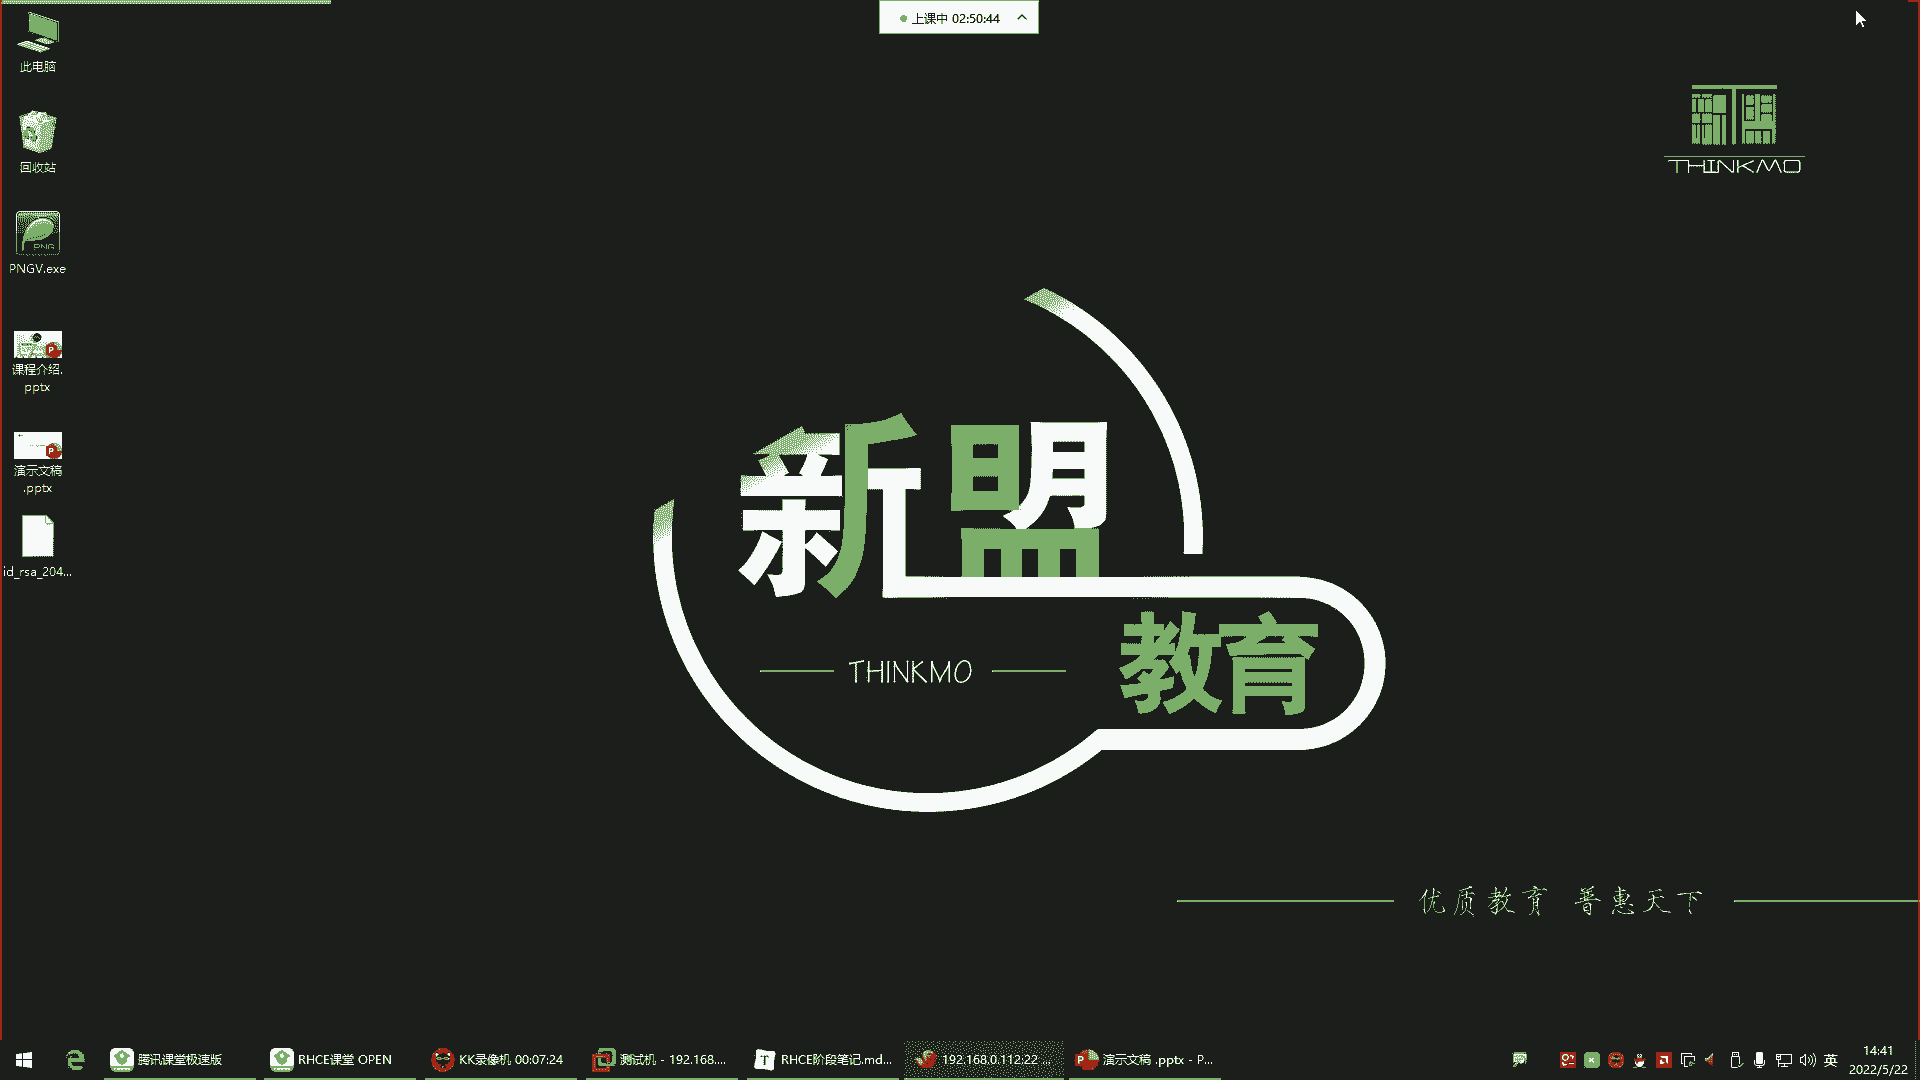 上课中 02:50:44
此电脑
回收站
PNG
PNGV.exe
课程介绍.
pptx
演示文稿
.pptx
id_rsa_204...
THINKMO
新盟
教育
THINKMO
优质教育 普惠天下
腾讯课堂极速版
RHCE课堂 OPEN
KK录像机 00:07:24
测试机 - 192.168....
RHCE阶段笔记.md...
192.168.0.112:22 ...
演示文稿 .pptx - P...
英
14:41
2022/5/22